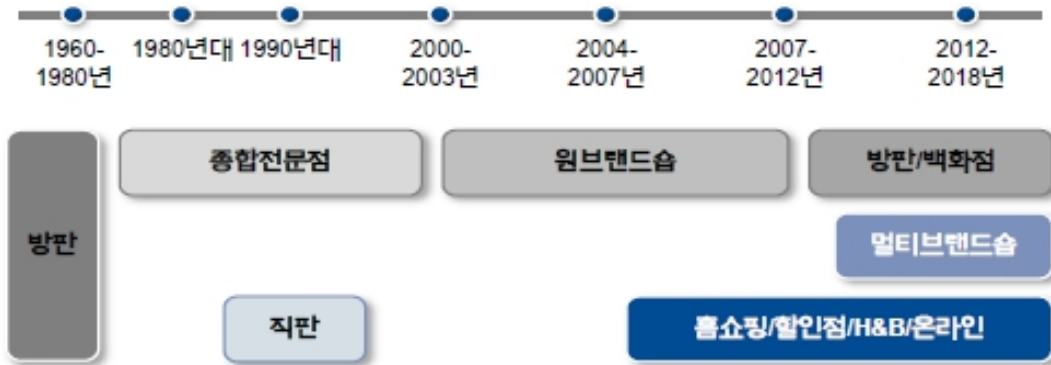 1960-
1980년
1980년대
1990년대
2000-
2003년
2004-
2007년
2007-
2012년
2012-
2018년
종합전문점
원브랜드숍
방판/백화점
방판
멀티브랜드숍
직판
홈쇼핑/할인점/H&B/온라인